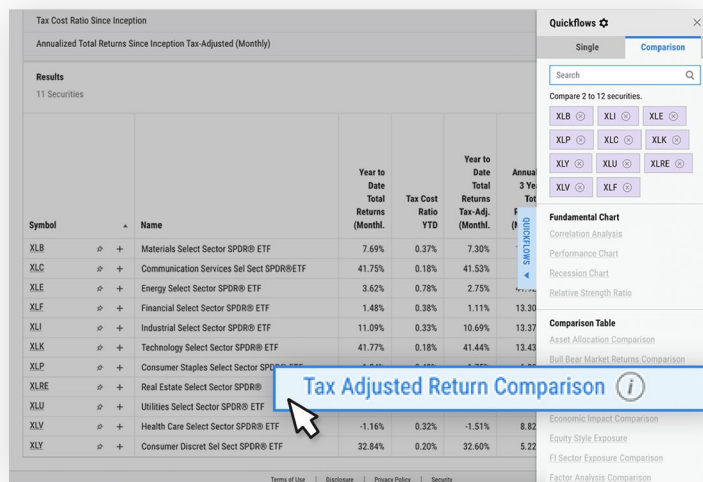 Tax Cost Ratio Since Inception
Annualized Total Returns Since Inception Tax-Adjusted (Monthly)
Results
11 Securities
Symbol Name Year to Date Total Returns (Monthl. Tax Cost Ratio YTD Year to Date Total Returns Tax-Adj. (Monthl.
XLB Materials Select Sector SPDR® ETF 7.69% 0.37% 7.30%
XLC Communication Services Sel Sect SPDR®ETF 41.75% 0.18% 41.53%
XLE Energy Select Sector SPDR® ETF 3.62% 0.78% 2.75%
XLF Financial Select Sector SPDR® ETF 1.48% 0.38% 1.11% 13.30
XLI Industrial Select Sector SPDR® ETF 11.09% 0.33% 10.69% 13.37
XLK Technology Select Sector SPDR® ETF 41.77% 0.18% 41.44% 13.43
XLP Consumer Staples Select Sector
XLRE Real Estate Select Sector SPDR®
XLU Utilities Select Sector SPDR® ETF
XLV Health Care Select Sector SPDR® ETF -1.16% 0.32% -1.51% 8.82
XLY Consumer Discret Sel Sect SPDR® ETF 32.84% 0.20% 32.60% 5.22
Terms of Use | Disclosure | Privacy Policy | Security
QUICKFLOWS
Quickflows
Single Comparison
Search
Compare 2 to 12 securities.
XLB XLI XLE
XLP XLC XLK
XLY XLU XLRE
XLV XLF
Fundamental Chart
Correlation Analysis
Performance Chart
Recession Chart
Relative Strength Ratio
Comparison Table
Asset Allocation Comparison
Bull Bear Market Returns Comparison
Tax Adjusted Return Comparison i
Economic Impact Comparison
Equity Style Exposure
FI Sector Exposure Comparison
Factor Analysis Comparison